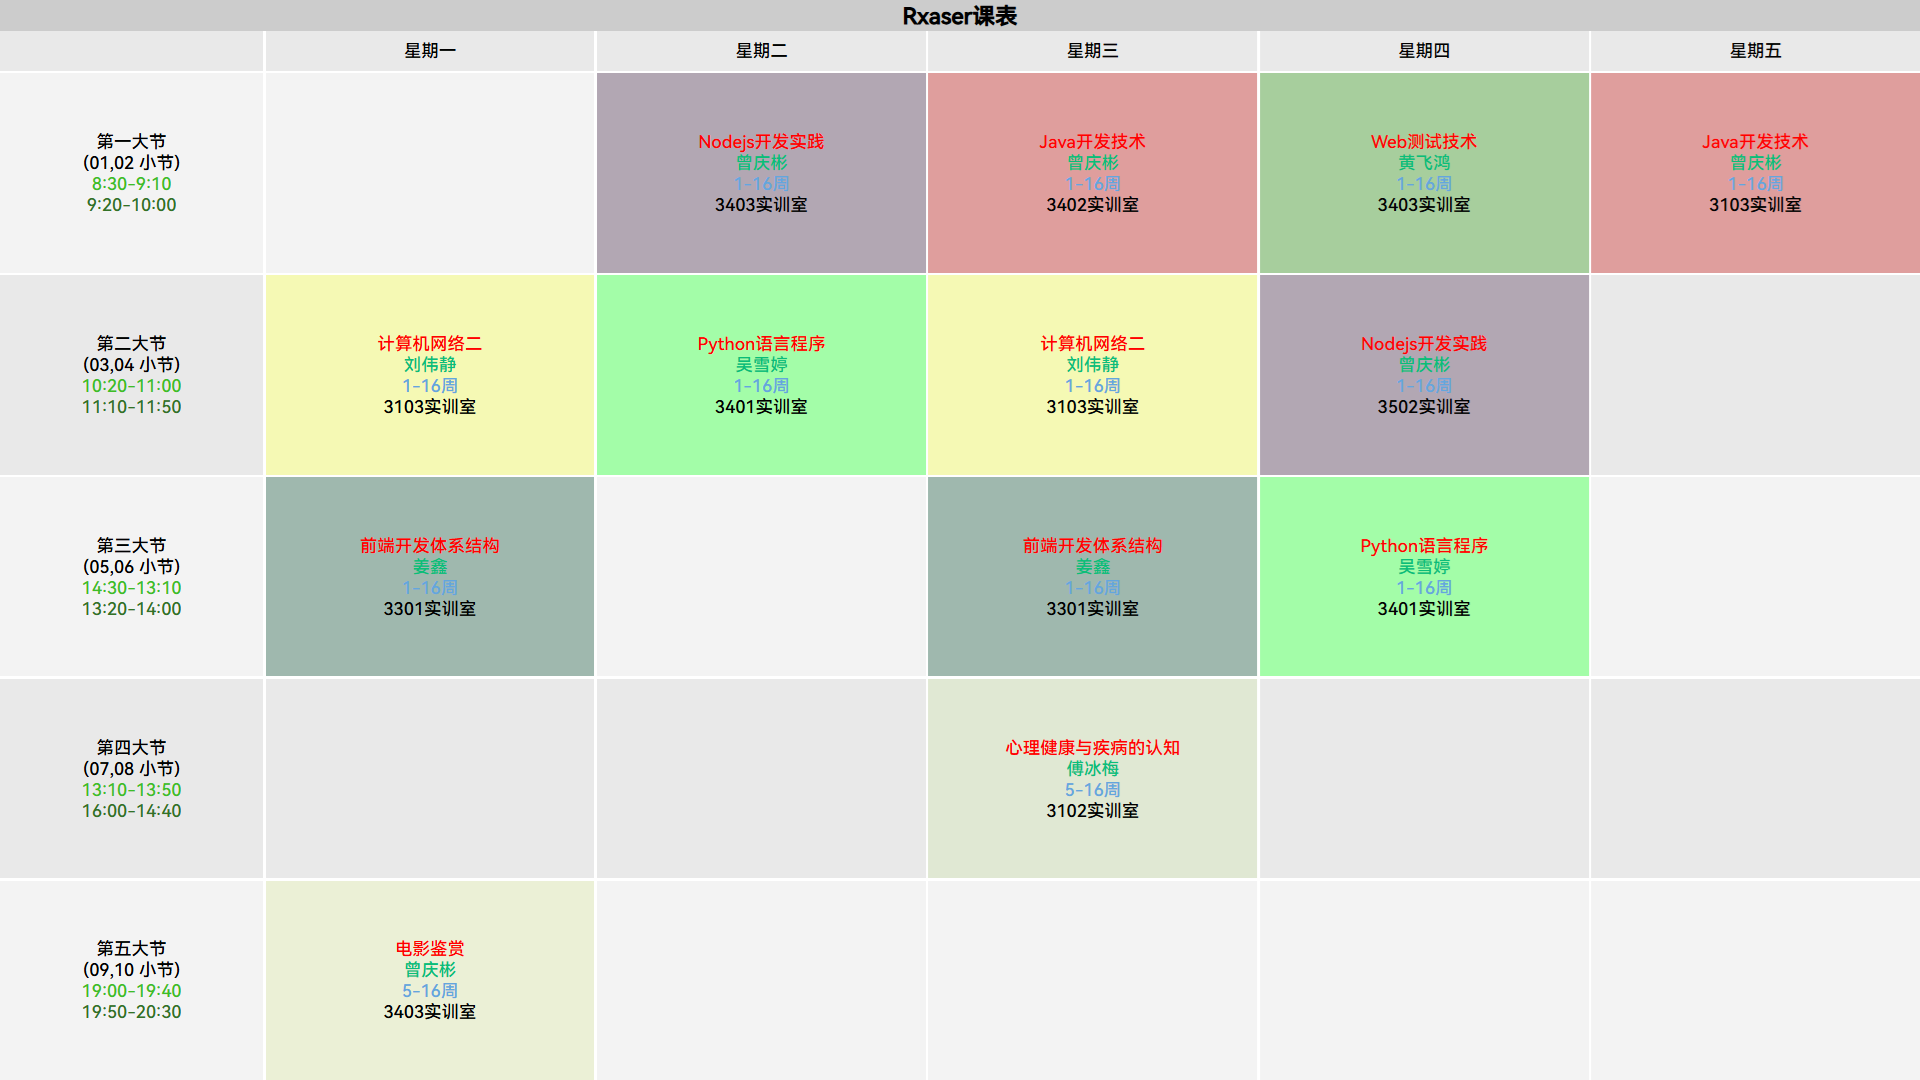 Rxaser课表
星期一
星期二
星期三
星期四
星期五
第一大节
(01,02 小节)
8:30-9:10
9:20-10:00
Nodejs开发实践
曾庆彬
1-16周
3403实训室
Java开发技术
曾庆彬
1-16周
3402实训室
Web测试技术
黄飞鸿
1-16周
3403实训室
Java开发技术
曾庆彬
1-16周
3103实训室
第二大节
(03,04 小节)
10:20-11:00
11:10-11:50
计算机网络二
刘伟静
1-16周
3103实训室
Python语言程序
吴雪婷
1-16周
3401实训室
计算机网络二
刘伟静
1-16周
3103实训室
Nodejs开发实践
曾庆彬
1-16周
3502实训室
第三大节
(05,06 小节)
14:30-13:10
13:20-14:00
前端开发体系结构
姜鑫
1-16周
3301实训室
前端开发体系结构
姜鑫
1-16周
3301实训室
Python语言程序
吴雪婷
1-16周
3401实训室
第四大节
(07,08 小节)
13:10-13:50
16:00-14:40
心理健康与疾病的认知
傅冰梅
5-16周
3102实训室
第五大节
(09,10 小节)
19:00-19:40
19:50-20:30
电影鉴赏
曾庆彬
5-16周
3403实训室